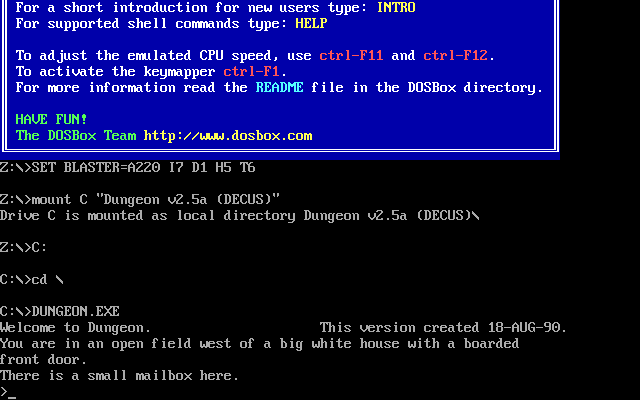 For a short introduction for new users type: INTRO
For supported shell commands type: HELP
To adjust the emulated CPU speed, use ctrl-F11 and ctrl-F12.
To activate the keymapper ctrl-F1.
For more information read the README file in the DOSBox directory.
HAVE FUN!
The DOSBox Team http://www.dosbox.com
Z:\>SET BLASTER=A220 I7 D1 H5 T6
Z:\>mount C "Dungeon v2.5a (DECUS)"
Drive C is mounted as local directory Dungeon v2.5a (DECUS)\
Z:\>C:
C:\>cd \
C:\>DUNGEON.EXE
Welcome to Dungeon. This version created 18-AUG-90.
You are in an open field west of a big white house with a boarded
front door.
There is a small mailbox here.
>_